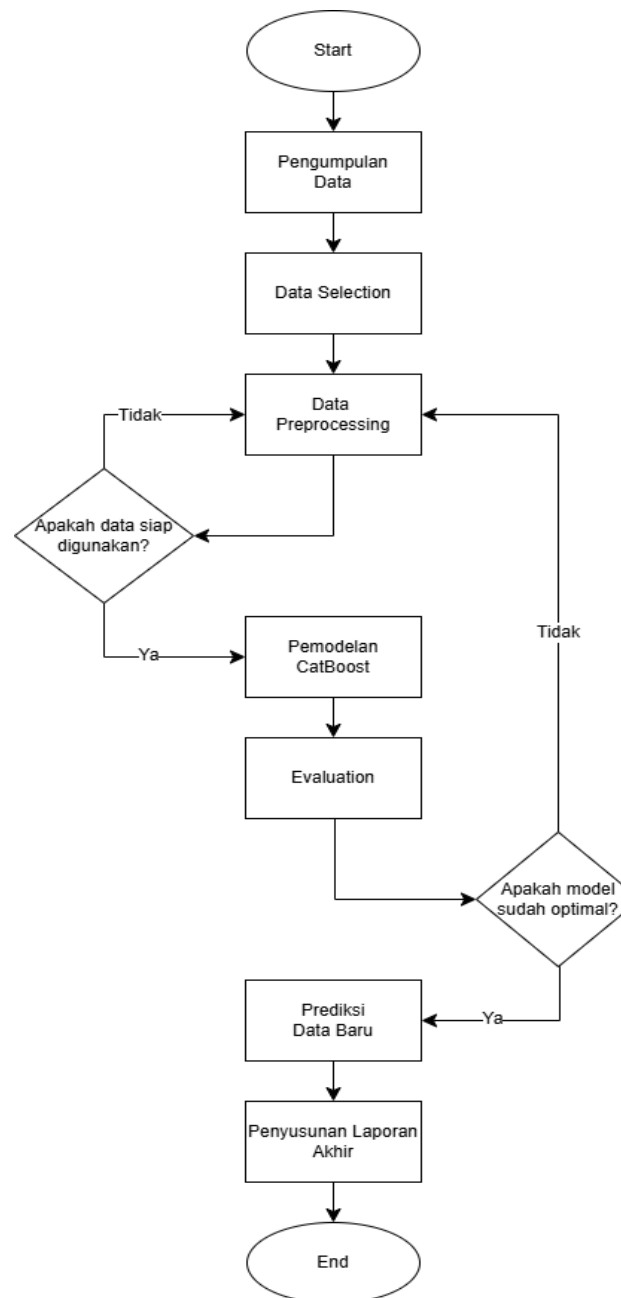 Start
Pengumpulan
Data
Data Selection
Data
Preprocessing
Tidak
Apakah data siap
digunakan?
Ya
Pemodelan
CatBoost
Tidak
Evaluation
Apakah model
sudah optimal?
Ya
Prediksi
Data Baru
Penyusunan Laporan
Akhir
End